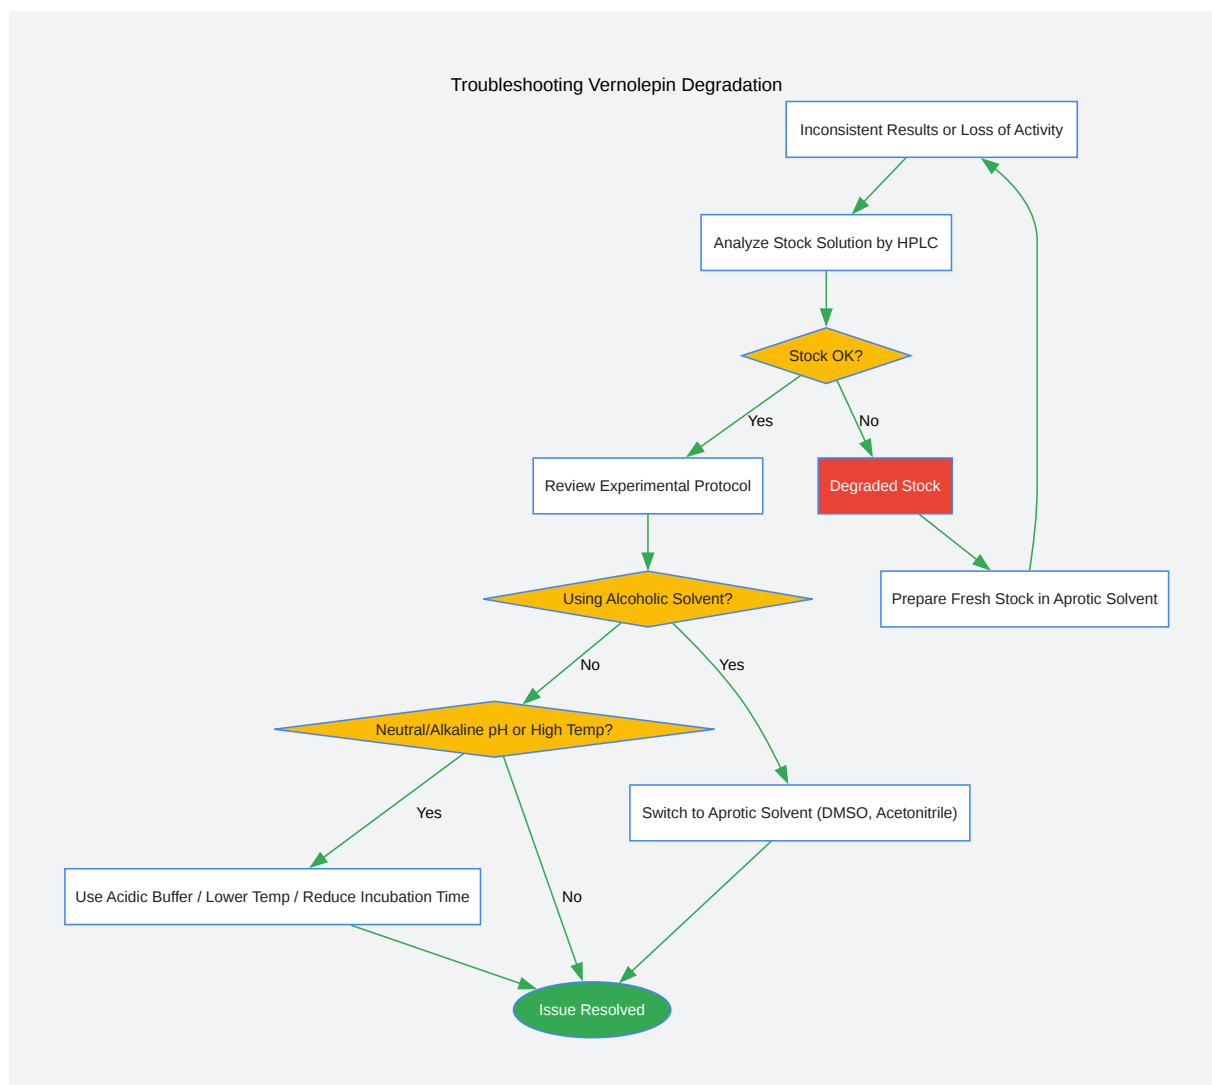 Troubleshooting Vernolepin Degradation
Inconsistent Results or Loss of Activity
Analyze Stock Solution by HPLC
Stock OK?
Yes
No
Review Experimental Protocol
Degraded Stock
Using Alcoholic Solvent?
Prepare Fresh Stock in Aprotic Solvent
No
Yes
Neutral/Alkaline pH or High Temp?
Yes
Switch to Aprotic Solvent (DMSO, Acetonitrile)
Use Acidic Buffer / Lower Temp / Reduce Incubation Time
No
Issue Resolved